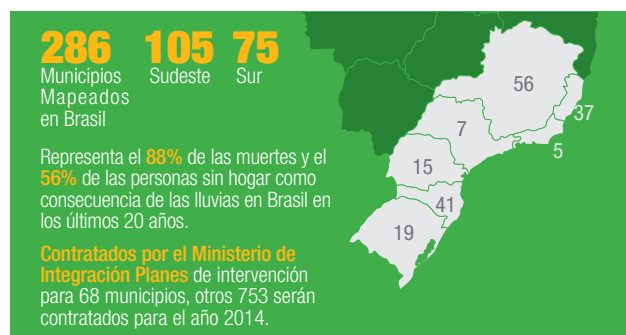 286 105 75
Municipios Sudeste Sur
Mapeados
en Brasil
Representa el 88% de las muertes y el
56% de las personas sin hogar como
consecuencia de las lluvias en Brasil en
los últimos 20 años.
Contratados por el Ministerio de
Integración Planes de intervención
para 68 municipios, otros 753 serán
contratados para el año 2014.
56
37
7
5
15
41
19